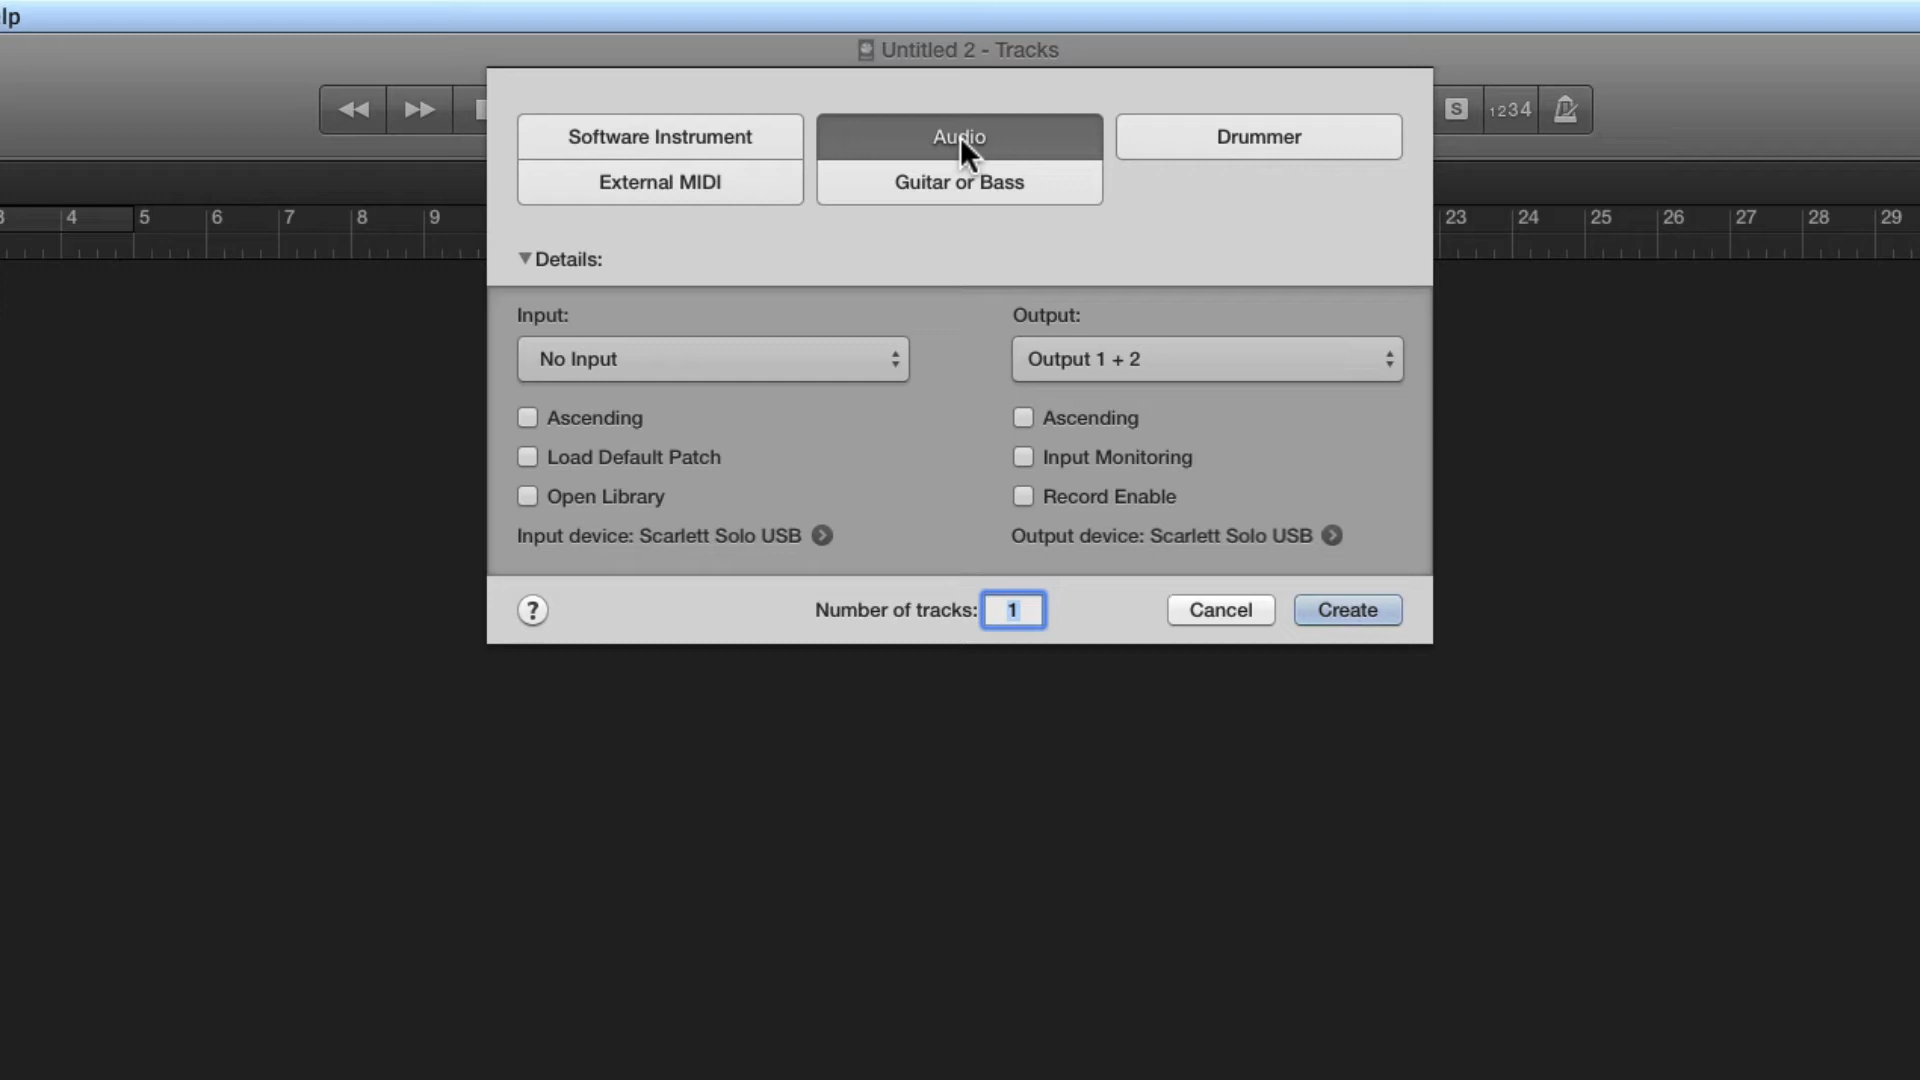 lp
Untitled 2 - Tracks
S
1234
Software Instrument
Audio
Drummer
External MIDI
Guitar or Bass
3 4 5 6 7 8 9 23 24 25 26 27 28 29
Details:
Input:
Output:
No Input
Output 1 + 2
Ascending
Ascending
Load Default Patch
Input Monitoring
Open Library
Record Enable
Input device: Scarlett Solo USB
Output device: Scarlett Solo USB
?
Number of tracks: 1
Cancel
Create